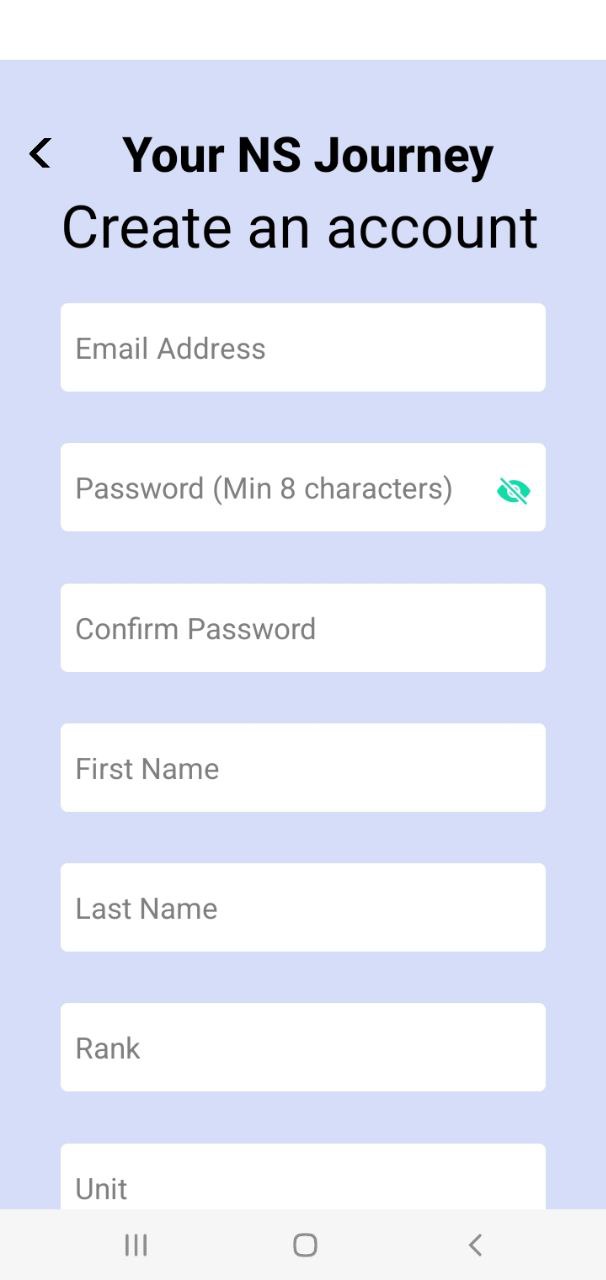 Your NS Journey
Create an account
Email Address
Password (Min 8 characters)
Confirm Password
First Name
Last Name
Rank
Unit